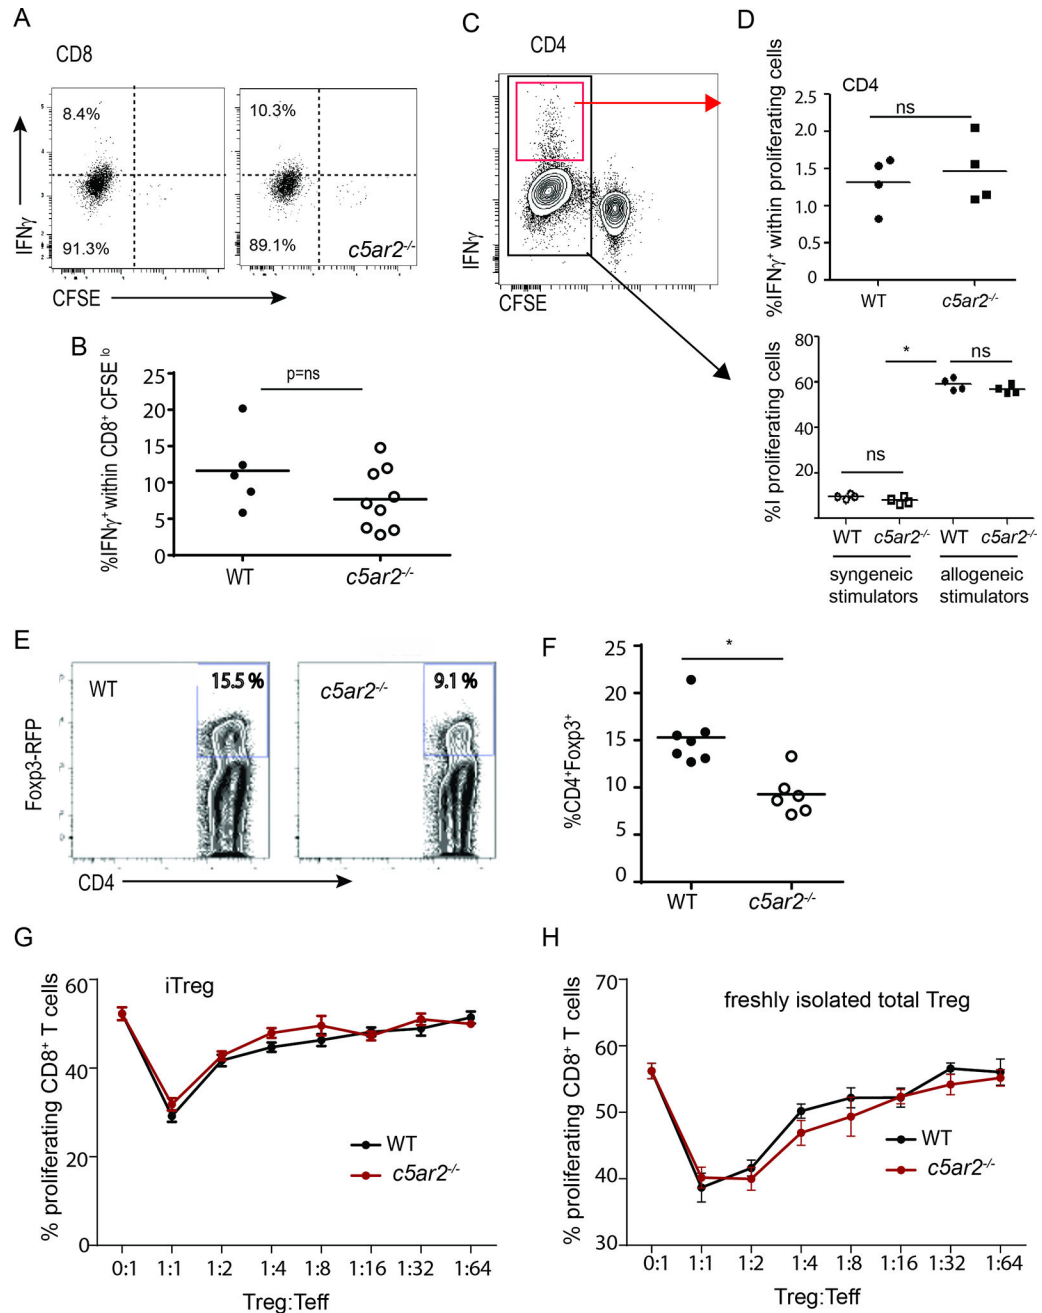 A
CD8
8.4%
10.3%
91.3%
89.1%
c5ar2-/-
IFNγ
CFSE
B
%IFNγ+ within CD8+ CFSE lo
25
20
15
10
5
0
p=ns
WT
c5ar2-/-
C
CD4
IFNγ
CFSE
D
CD4
ns
%IFNγ+ within proliferating cells
2.5
2.0
1.5
1.0
0.5
0
WT
c5ar2-/-
%I proliferating cells
80
60
40
20
*
ns
ns
WT
c5ar2-/-
WT
c5ar2-/-
syngeneic
stimulators
allogeneic
stimulators
E
WT
15.5 %
c5ar2-/-
9.1 %
Foxp3-RFP
CD4
F
%CD4+Foxp3+
25
20
15
10
5
0
*
WT
c5ar2-/-
G
iTreg
% proliferating CD8+ T cells
60
40
20
0
WT
c5ar2-/-
0:1
1:1
1:2
1:4
1:8
1:16
1:32
1:64
Treg:Teff
H
freshly isolated total Treg
% proliferating CD8+ T cells
70
60
50
40
30
WT
c5ar2-/-
0:1
1:1
1:2
1:4
1:8
1:16
1:32
1:64
Treg:Teff